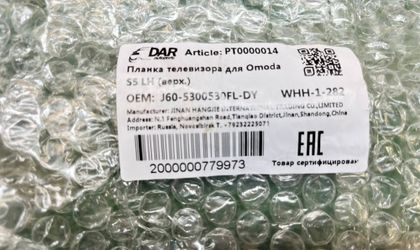 DAR Article: PT0000014
Планка телевизора для Omoda
S5 LH (верх.)
OEM: J60-5300530FL-DY WHH-1-282
Manufacturer: JINAN HANGJIE INTERNATIONAL TRADING CO.,LIMITED
Address: N.1 Fenghuangshan Road,Tianqiao District,Jinan,Shandong,China
Importer: Russia, Novosibirsk T. +79232225071
EAC
2000000779973
Товар сертифицирован